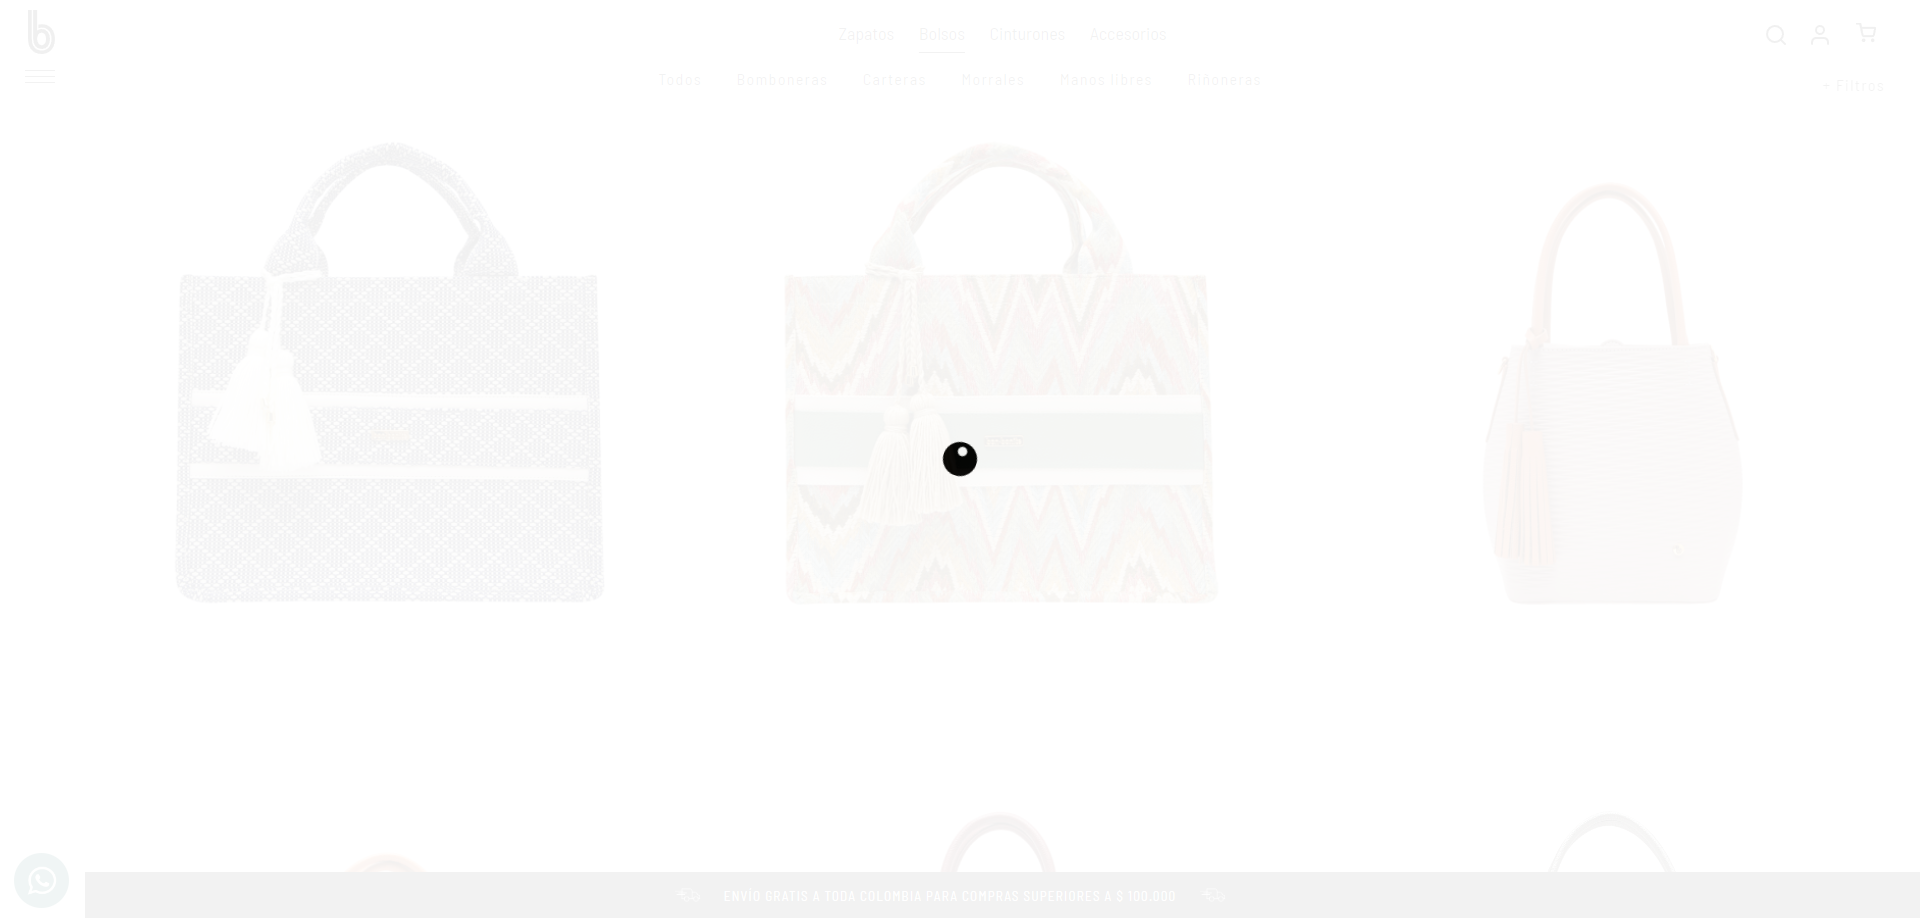 b
Zapatos Bolsos Cinturones Accesorios
Todos Bomboneras Carteras Morrales Manos libres Riñoneras
+ Filtros
ENVÍO GRATIS A TODA COLOMBIA PARA COMPRAS SUPERIORES A $ 100.000